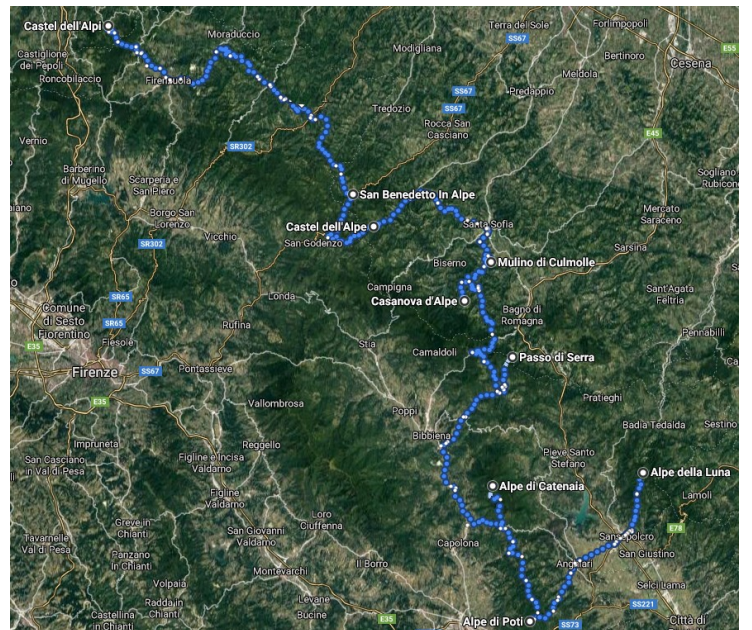 Castel dell'Alpi
Moraduccio
Terra del Sole
Forlimpopoli
SS67
E55
Castiglione
dei Pepoli
Modigliana
Bertinoro
Cesena
Roncobilaccio
Firenzuola
Meldola
SS67
Predappio
Tredozio
SS67
Vernio
Rocca San
Casciano
E45
SR302
Barberino
di Mugello
Scarperia e
San Piero
Sogliano
Rubicone
San Benedetto In Alpe
Borgo San
Lorenzo
Mercato
Saraceno
Castel dell'Alpe
Santa Sofia
Vicchio
SR302
San Godenzo
Sarsina
Biserno
Mulino di Culmolle
Campigna
Sant'Agata
Feltria
Londa
Casanova d'Alpe
SR65
Comune
di Sesto
Fiorentino
SR65
Rufina
Bagno di
Romagna
Pennabilli
E35
Fiesole
Stia
Camaldoli
Passo di Serra
Firenze
SS67
Pontassieve
E35
Vallombrosa
Poppi
Pratieghi
Impruneta
Bibbiena
Badia Tedalda
Sestino
Reggello
San Casciano
in Val di Pesa
Figline e Incisa
Valdarno
Pieve Santo
Stefano
Alpe di Catenaia
Alpe della Luna
Figline
Valdarno
Lamoli
Greve in
Chianti
Loro
Ciuffenna
E78
Tavarnelle
Val di Pesa
San Giovanni
Valdarno
Capolona
Sansepolcro
Panzano
in Chianti
San Giustino
Il Borro
Anghiari
Montevarchi
Volpaia
Selci Lama
Radda in
Chianti
Levane
Bucine
SS221
Castellina
in Chianti
E35
Alpe di Poti
SS73
Città di